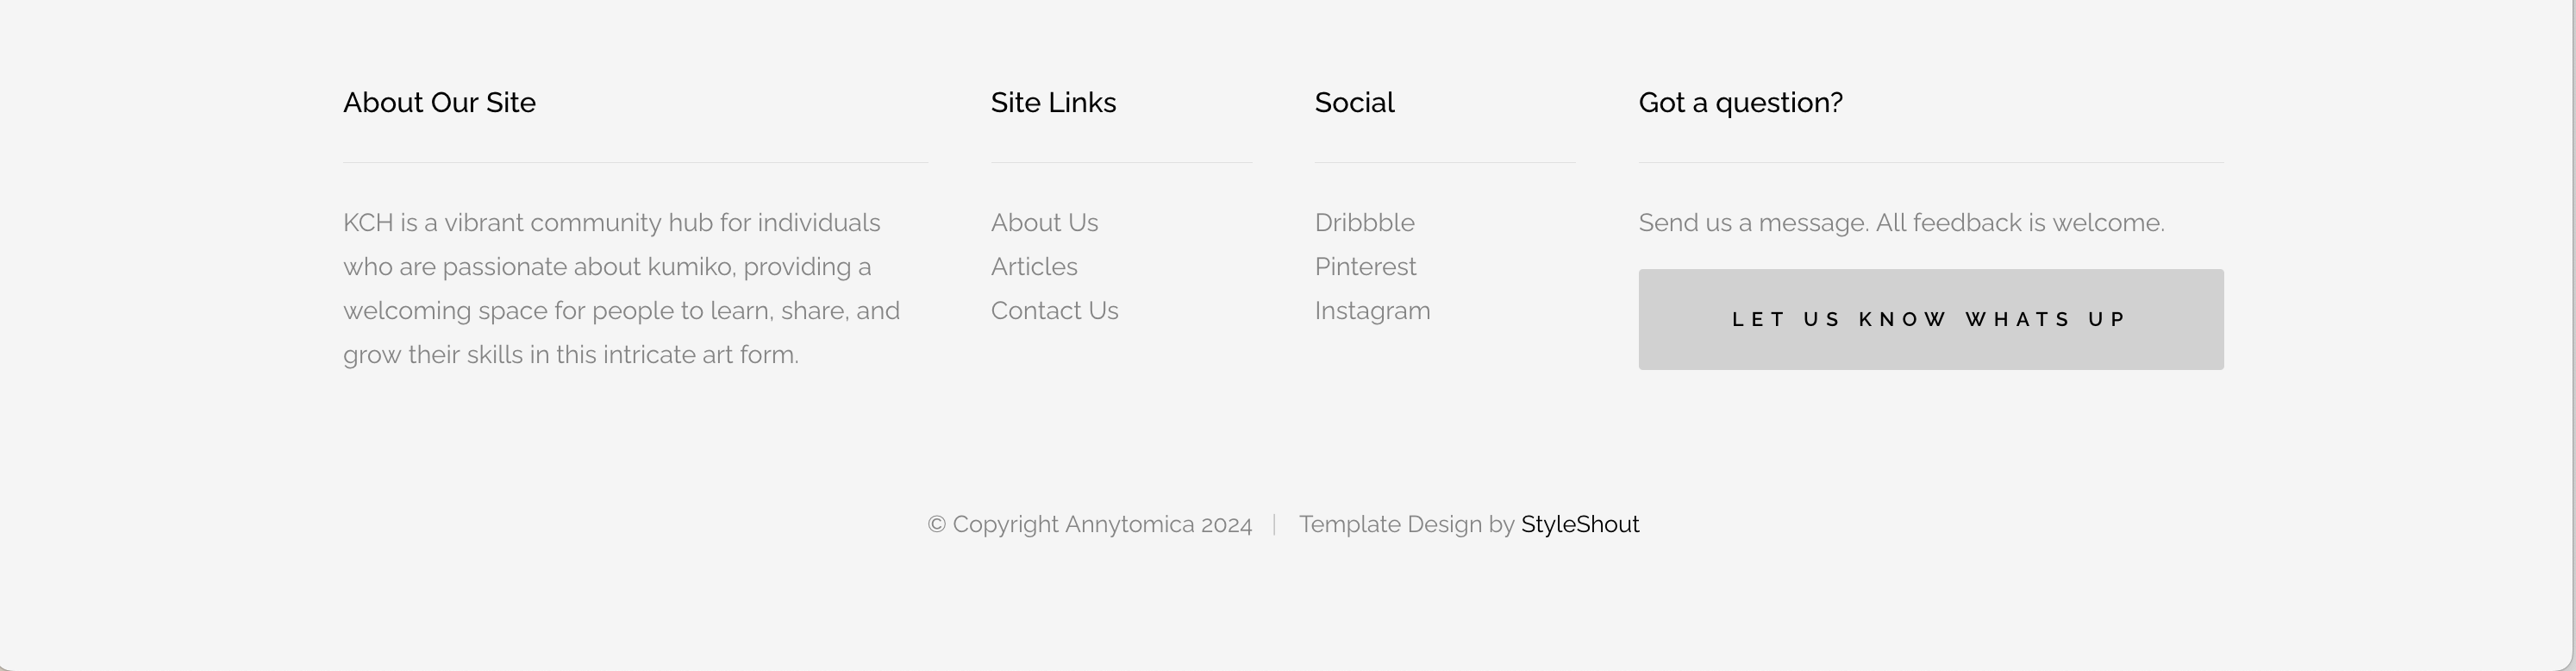 About Our Site
KCH is a vibrant community hub for individuals
who are passionate about kumiko, providing a
welcoming space for people to learn, share, and
grow their skills in this intricate art form.
Site Links
About Us
Articles
Contact Us
Social
Dribbble
Pinterest
Instagram
Got a question?
Send us a message. All feedback is welcome.
LET US KNOW WHATS UP
© Copyright Annytomica 2024 | Template Design by StyleShout